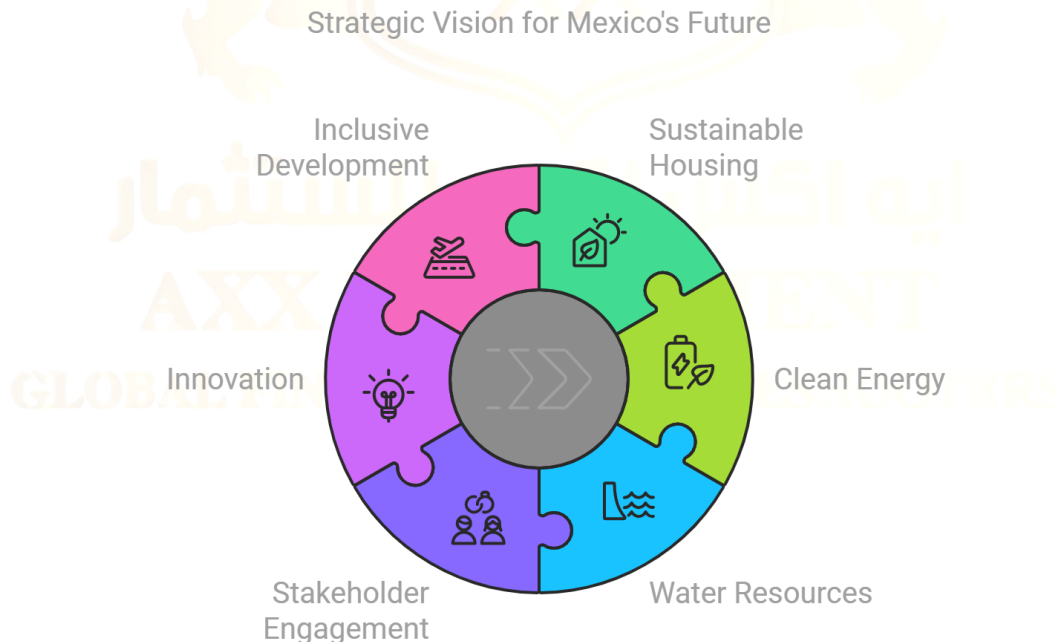 Strategic Vision for Mexico's Future
Inclusive
Development
Sustainable
Housing
Innovation
Clean Energy
Stakeholder
Engagement
Water Resources